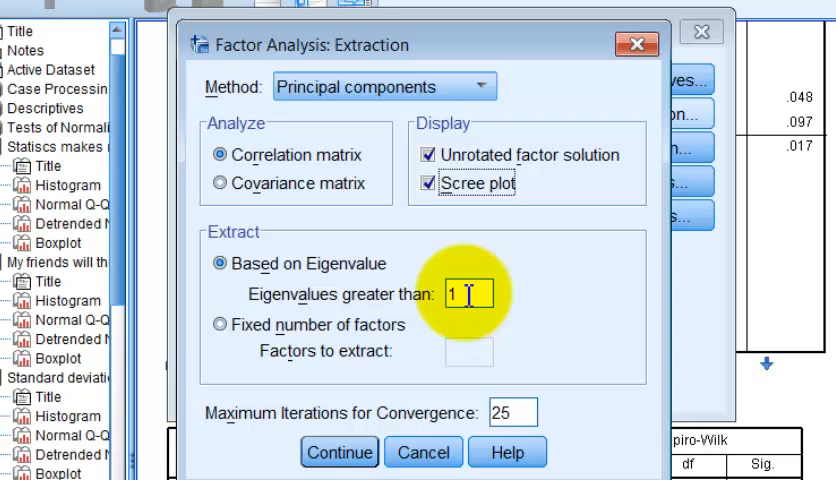 Title
Notes
Active Dataset
Case Processin
Descriptives
Tests of Normali
Statiscs makes
Title
Histogram
Normal Q-Q
Detrended N
Boxplot
My friends will th
Title
Histogram
Normal Q-Q
Detrended N
Boxplot
Standard deviati
Title
Histogram
Normal Q-Q
Detrended N
Boxplot
Factor Analysis: Extraction
Method: Principal components
Analyze
Correlation matrix
Covariance matrix
Display
Unrotated factor solution
Scree plot
Extract
Based on Eigenvalue
Eigenvalues greater than: 1
Fixed number of factors
Factors to extract:
Maximum Iterations for Convergence: 25
Continue Cancel Help
ves...
on...
n...
s...
s...
.048
.097
.017
piro-Wilk
df Sig.